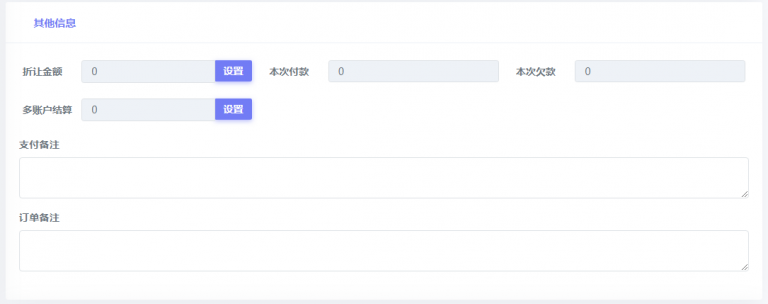 其他信息
折让金额 0 设置 本次付款 0 本次欠款 0
多账户结算 0 设置
支付备注
订单备注